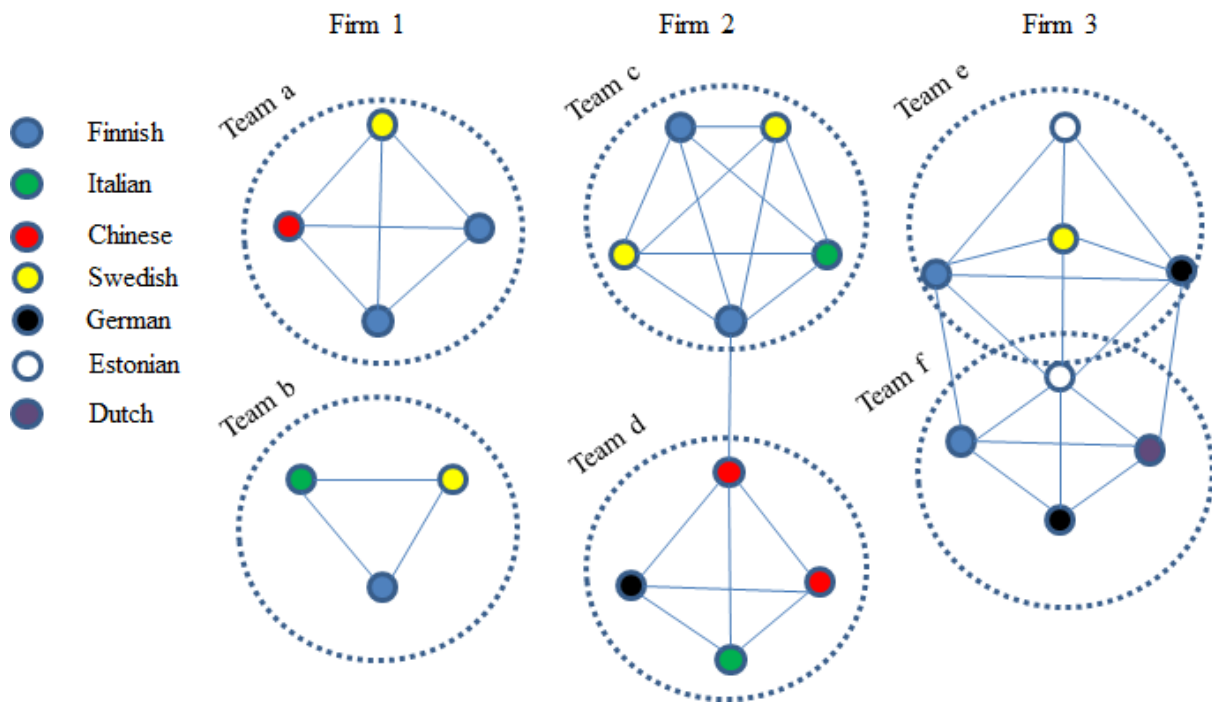 Firm 1
Firm 2
Firm 3
Team a
Team c
Team e
Finnish
Italian
Chinese
Swedish
German
Estonian
Dutch
Team b
Team d
Team f